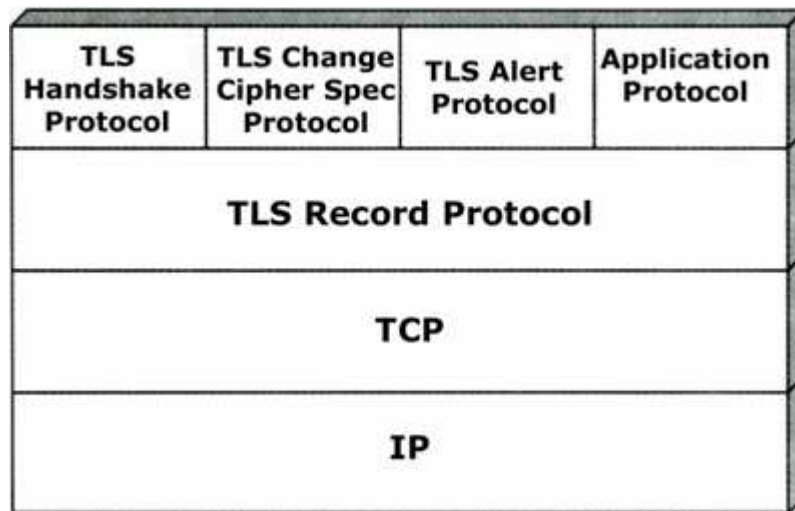 TLS
Handshake
Protocol
TLS Change
Cipher Spec
Protocol
TLS Alert
Protocol
Application
Protocol
TLS Record Protocol
TCP
IP